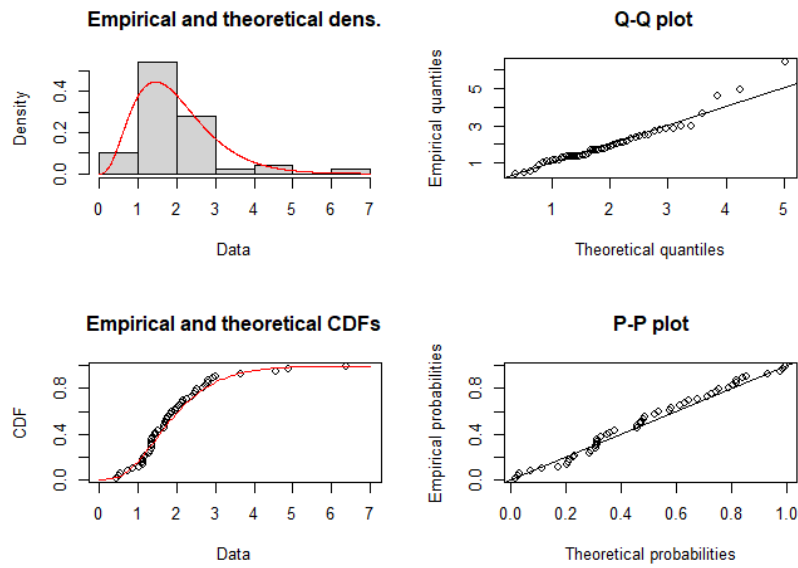 Empirical and theoretical dens.
Density
0.0 0.2 0.4
0 1 2 3 4 5 6 7
Data
Q-Q plot
Empirical quantiles
1 3 5
1 2 3 4 5
Theoretical quantiles
Empirical and theoretical CDFs
CDF
0.0 0.4 0.8
0 1 2 3 4 5 6 7
Data
P-P plot
Empirical probabilities
0.0 0.4 0.8
0.0 0.2 0.4 0.6 0.8 1.0
Theoretical probabilities